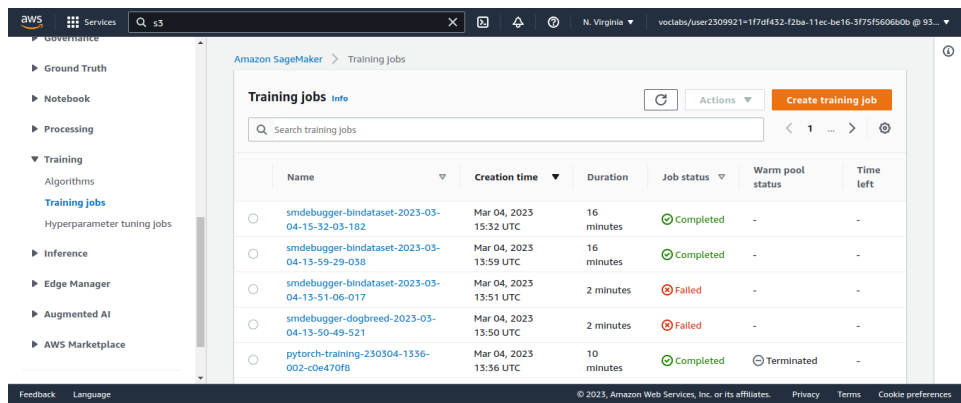 aws
Services
s3
N. Virginia
voclabs/user2309921=1f7df432-f2ba-11ec-be16-3f75f5606b0b @ 93...
Governance
Ground Truth
Notebook
Processing
Training
Algorithms
Training jobs
Hyperparameter tuning jobs
Inference
Edge Manager
Augmented AI
AWS Marketplace
Amazon SageMaker > Training jobs
Training jobs Info
Actions
Create training job
Search training jobs
1 ...
Name
Creation time
Duration
Job status
Warm pool
status
Time
left
smdebugger-bindataset-2023-03-
04-15-32-03-182
Mar 04, 2023
15:32 UTC
16
minutes
Completed
-
-
smdebugger-bindataset-2023-03-
04-13-59-29-038
Mar 04, 2023
13:59 UTC
16
minutes
Completed
-
-
smdebugger-bindataset-2023-03-
04-13-51-06-017
Mar 04, 2023
13:51 UTC
2 minutes
Failed
-
-
smdebugger-dogbreed-2023-03-
04-13-50-49-521
Mar 04, 2023
13:50 UTC
2 minutes
Failed
-
-
pytorch-training-230304-1336-
002-c0e470f8
Mar 04, 2023
13:36 UTC
10
minutes
Completed
Terminated
-
Feedback
Language
© 2023, Amazon Web Services, Inc. or its affiliates.
Privacy
Terms
Cookie preferences